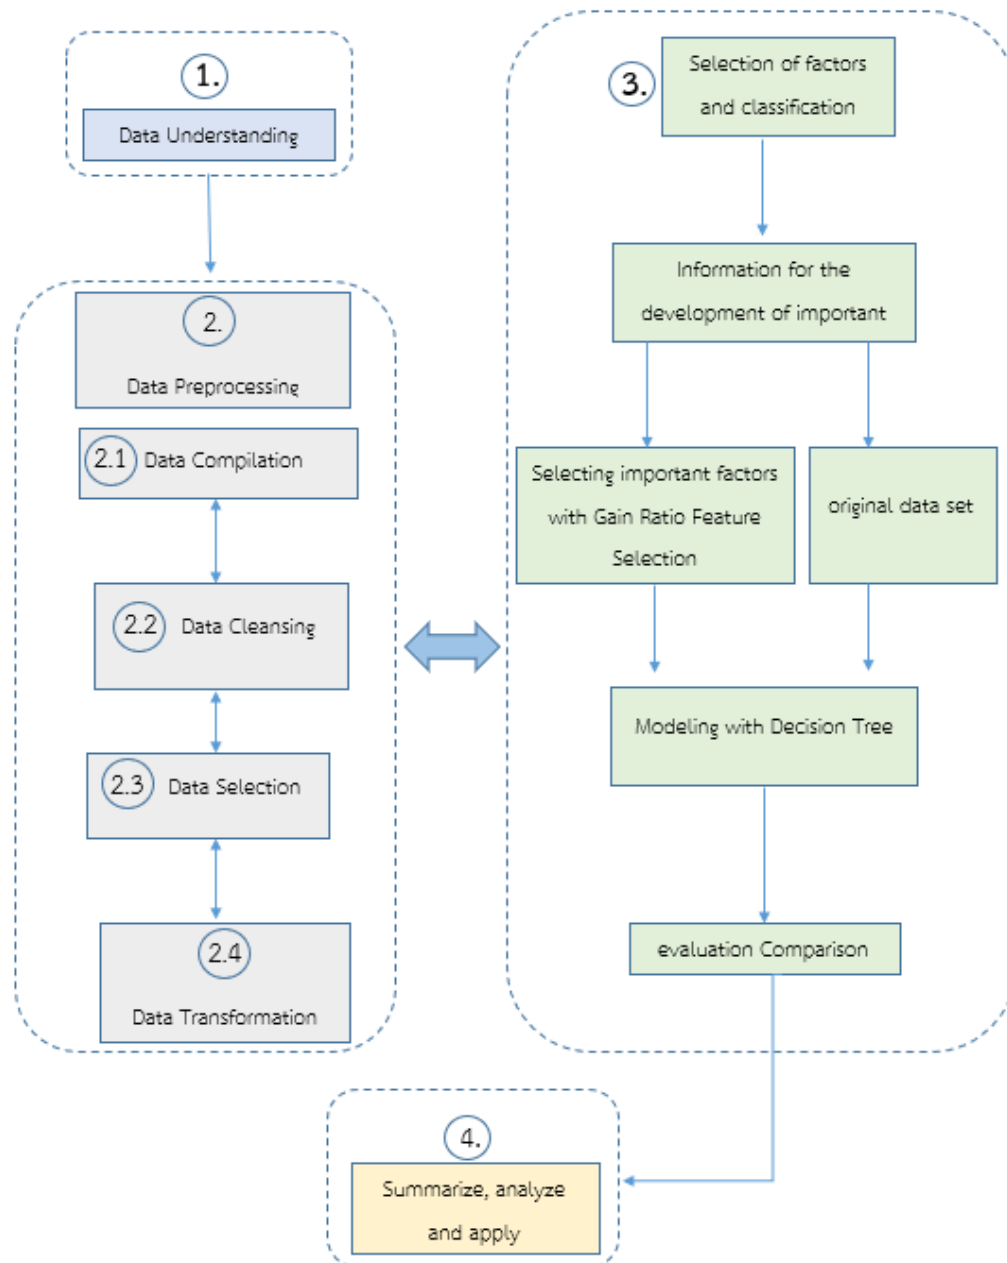 1.
Data Understanding
2.
Data Preprocessing
2.1 Data Compilation
2.2 Data Cleansing
2.3 Data Selection
2.4
Data Transformation
3.
Selection of factors
and classification
Information for the
development of important
Selecting important factors
with Gain Ratio Feature
Selection
original data set
Modeling with Decision Tree
evaluation Comparison
4.
Summarize, analyze
and apply